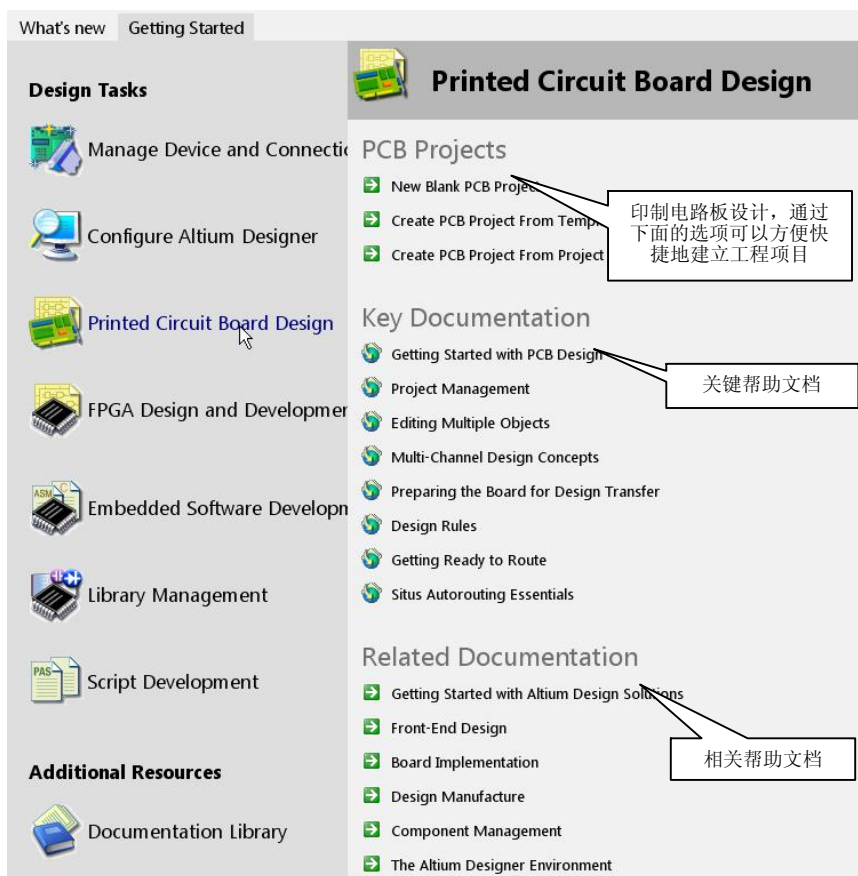 What's new
Getting Started
Design Tasks
Manage Device and Connectio
Configure Altium Designer
Printed Circuit Board Design
FPGA Design and Developmen
Embedded Software Developm
Library Management
Script Development
Additional Resources
Documentation Library
Printed Circuit Board Design
PCB Projects
New Blank PCB Project
Create PCB Project From Templ
Create PCB Project From Project
印制电路板设计，通过
下面的选项可以方便快
捷地建立工程项目
Key Documentation
Getting Started with PCB Design
关键帮助文档
Project Management
Editing Multiple Objects
Multi-Channel Design Concepts
Preparing the Board for Design Transfer
Design Rules
Getting Ready to Route
Situs Autorouting Essentials
Related Documentation
Getting Started with Altium Design Solutions
Front-End Design
相关帮助文档
Board Implementation
Design Manufacture
Component Management
The Altium Designer Environment